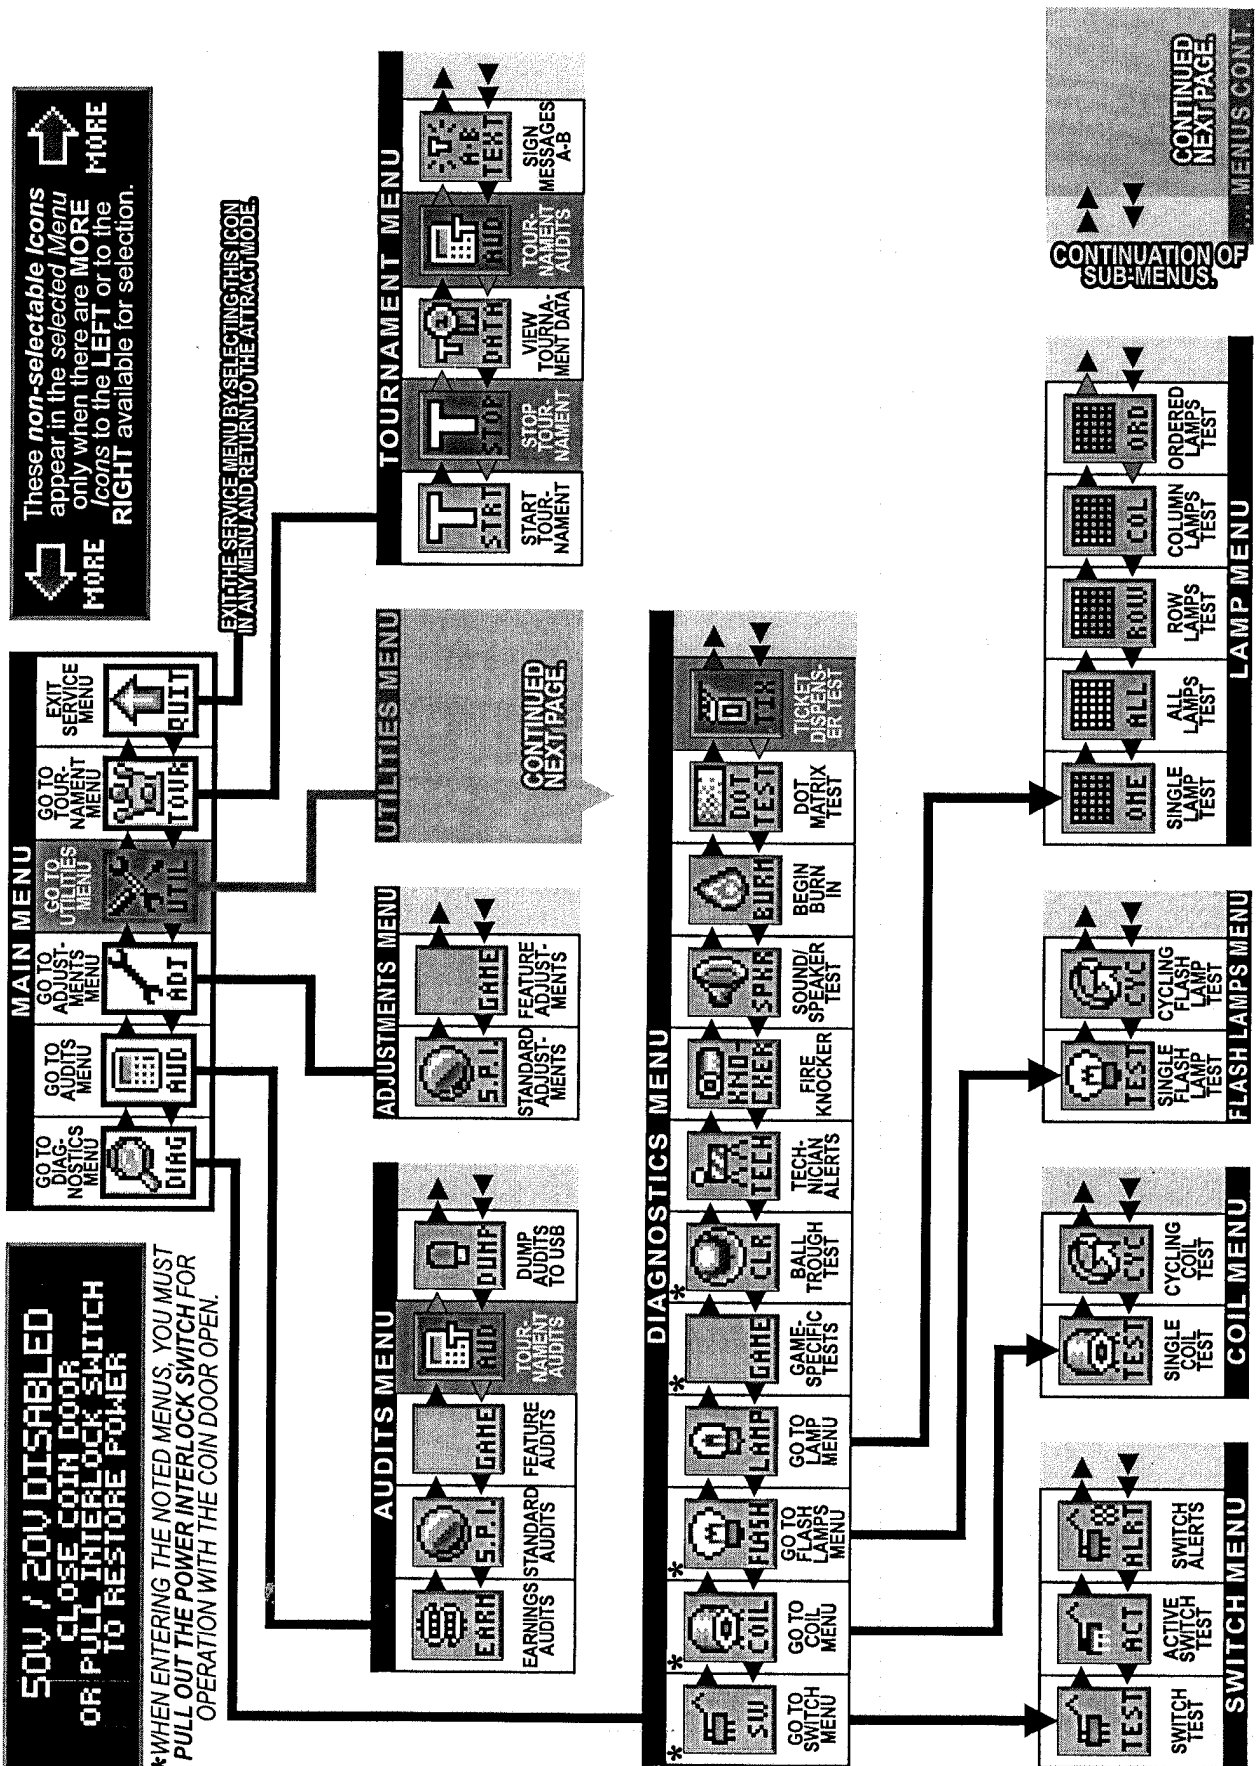 50V / 20V DISABLED
CLOSE COIN DOOR
OR PULL INTERLOCK SWITCH
TO RESTORE POWER
*WHEN ENTERING THE NOTED MENUS, YOU MUST
PULL OUT THE POWER INTERLOCK SWITCH FOR
OPERATION WITH THE COIN DOOR OPEN.
MAIN MENU
GO TO
DIAG-
NOSTICS
MENU
DIAG
GO TO
AUDITS
MENU
AUD
GO TO
ADJUST-
MENTS
MENU
ADJ
GO TO
UTILITIES
MENU
UTIL
GO TO
TOUR-
NAMENT
MENU
TOUR
EXIT
SERVICE
MENU
QUIT
MORE
These non-selectable Icons
appear in the selected Menu
only when there are MORE
Icons to the LEFT or to the
RIGHT available for selection.
MORE
EXIT THE SERVICE MENU BY SELECTING THIS ICON
IN ANY MENU AND RETURN TO THE ATTRACT MODE.
AUDITS MENU
EARN
EARNINGS
AUDITS
S.P.I.
STANDARD
AUDITS
GAME
FEATURE
AUDITS
AUD
TOUR-
NAMENT
AUDITS
DUMP
DUMP
AUDITS
TO USB
ADJUSTMENTS MENU
S.P.I.
STANDARD
ADJUST-
MENTS
GAME
FEATURE
ADJUST-
MENTS
UTILITIES MENU
CONTINUED
NEXT PAGE.
TOURNAMENT MENU
STRT
START
TOUR-
NAMENT
STOP
STOP
TOUR-
NAMENT
DATA
VIEW
TOURNA-
MENT DATA
AUD
TOUR-
NAMENT
AUDITS
A-B
TEXT
SIGN
MESSAGES
A-B
DIAGNOSTICS MENU
*
SW
GO TO
SWITCH
MENU
*
COIL
GO TO
COIL
MENU
*
FLASH
GO TO
FLASH
LAMPS
MENU
LAMP
GO TO
LAMP
MENU
*
GAME
GAME-
SPECIFIC
TESTS
*
CLR
BALL
TROUGH
TEST
TECH
TECH-
NICIAN
ALERTS
KNO-
CKER
FIRE
KNOCKER
SPKR
SOUND/
SPEAKER
TEST
BURN
BEGIN
BURN
IN
DOT
TEST
DOT
MATRIX
TEST
TIX
TICKET
DISPENS-
ER TEST
TEST
SWITCH
TEST
ACT
ACTIVE
SWITCH
TEST
ALRT
SWITCH
ALERTS
SWITCH MENU
TEST
SINGLE
COIL
TEST
CYC
CYCLING
COIL
TEST
COIL MENU
TEST
SINGLE
FLASH
LAMP
TEST
CYC
CYCLING
FLASH
LAMP
TEST
FLASH LAMPS MENU
ONE
SINGLE
LAMP
TEST
ALL
ALL
LAMPS
TEST
ROW
ROW
LAMPS
TEST
COL
COLUMN
LAMPS
TEST
ORD
ORDERED
LAMPS
TEST
LAMP MENU
CONTINUATION OF
SUB-MENUS.
CONTINUED
NEXT PAGE.
... MENUS CONT.